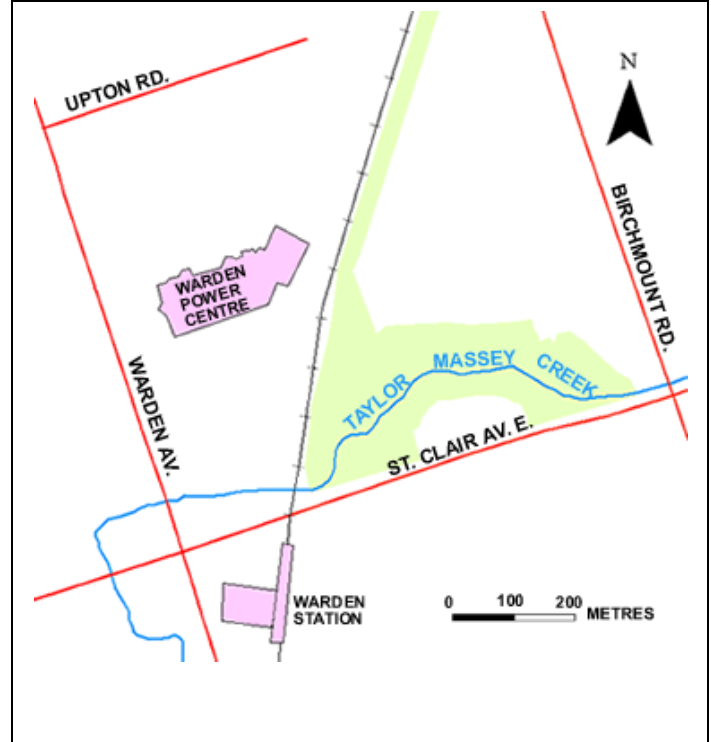 UPTON RD.
N
BIRCHMOUNT RD.
WARDEN
POWER
CENTRE
TAYLOR MASSEY CREEK
WARDEN AV.
ST. CLAIR AV. E.
WARDEN
STATION
0 100 200 METRES